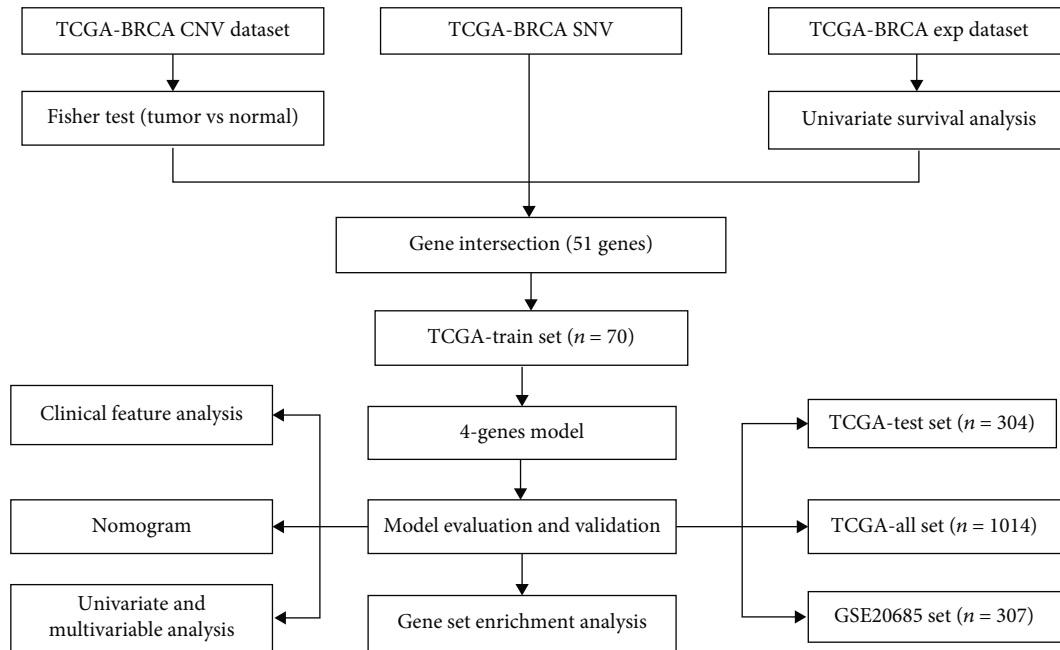 TCGA-BRCA CNV dataset
TCGA-BRCA SNV
TCGA-BRCA exp dataset
Fisher test (tumor vs normal)
Univariate survival analysis
Gene intersection (51 genes)
TCGA-train set (n = 70)
Clinical feature analysis
4-genes model
TCGA-test set (n = 304)
Nomogram
Model evaluation and validation
TCGA-all set (n = 1014)
Univariate and
multivariable analysis
Gene set enrichment analysis
GSE20685 set (n = 307)